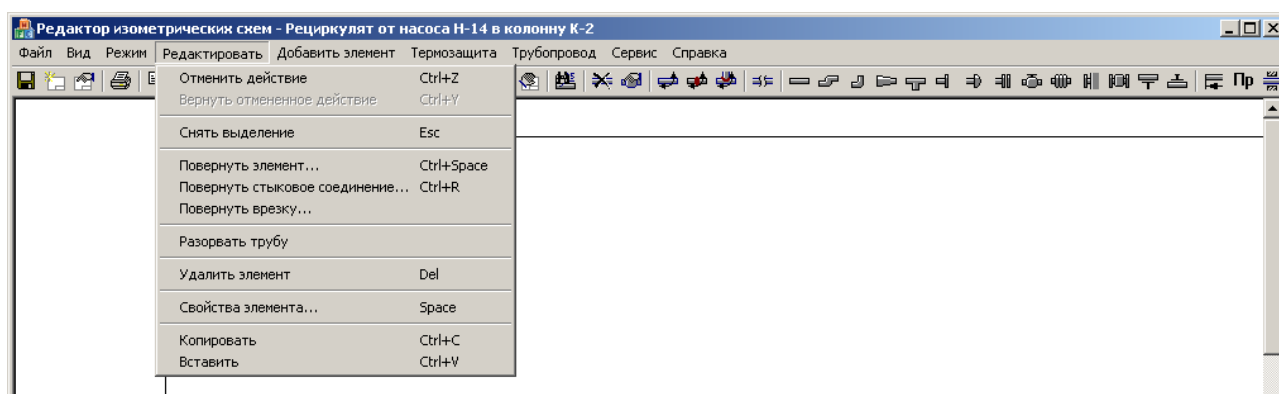 Редактор изометрических схем - Рециркулят от насоса Н-14 в колонну К-2
Файл Вид Режим Редактировать Добавить элемент Термозащита Трубопровод Сервис Справка
Пр
Отменить действие Ctrl+Z
Вернуть отмененное действие Ctrl+Y
Снять выделение Esc
Повернуть элемент... Ctrl+Space
Повернуть стыковое соединение... Ctrl+R
Повернуть врезку...
Разорвать трубу
Удалить элемент Del
Свойства элемента... Space
Копировать Ctrl+C
Вставить Ctrl+V